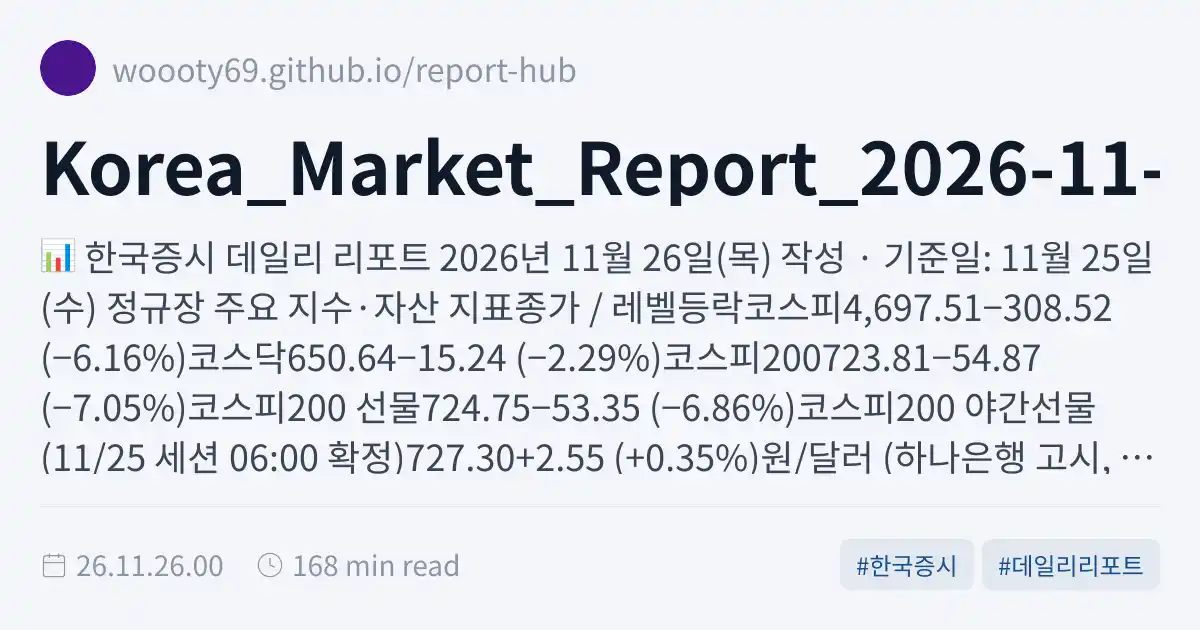 woooty69.github.io/report-hub
Korea_Market_Report_2026-11-
📊 한국증시 데일리 리포트 2026년 11월 26일(목) 작성 · 기준일: 11월 25일
(수) 정규장 주요 지수·자산 지표종가 / 레벨등락코스피4,697.51−308.52
(−6.16%)코스닥650.64−15.24 (−2.29%)코스피200723.81−54.87
(−7.05%)코스피200 선물724.75−53.35 (−6.86%)코스피200 야간선물
(11/25 세션 06:00 확정)727.30+2.55 (+0.35%)원/달러 (하나은행 고시, ⋯
26.11.26.00
168 min read
#한국증시
#데일리리포트